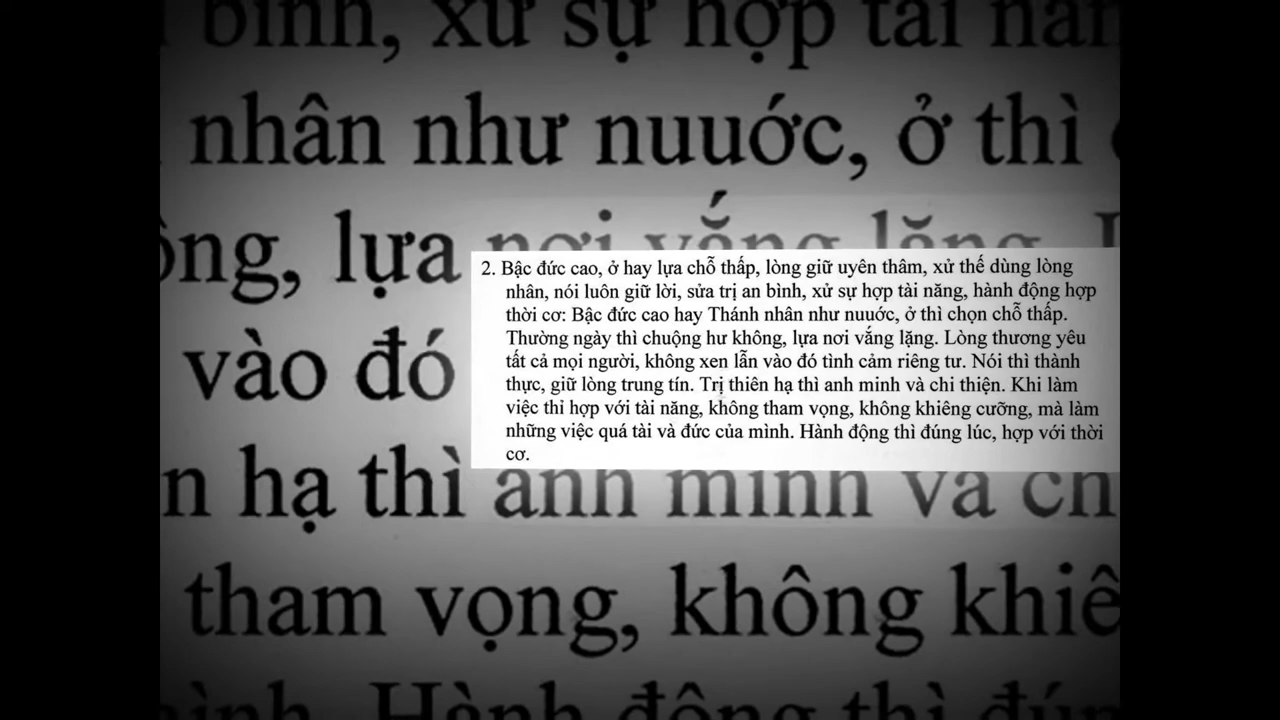 bình, xử sự hợp tài
nhân như nuuớc, ở thì
lựa nơi vắng lặng.
2. Bậc đức cao, ở hay lựa chỗ thấp, lòng giữ uyên thâm, xử thế dùng lòng
nhân, nói luôn giữ lời, sửa trị an bình, xử sự hợp tài năng, hành động hợp
thời cơ: Bậc đức cao hay Thánh nhân như nuuớc, ở thì chọn chỗ thấp.
Thường ngày thì chuộng hư không, lựa nơi vắng lặng. Lòng thương yêu
tất cả mọi người, không xen lẫn vào đó tình cảm riêng tư. Nói thì thành
thực, giữ lòng trung tín. Trị thiên hạ thì anh minh và chi thiện. Khi làm
việc thỉ hợp với tài năng, không tham vọng, không khiêng cưỡng, mà làm
những việc quá tài và đức của mình. Hành động thì đúng lúc, hợp với thời
cơ.
vào đó
hạ thì anh minh và
tham vọng, không
Hành động thì